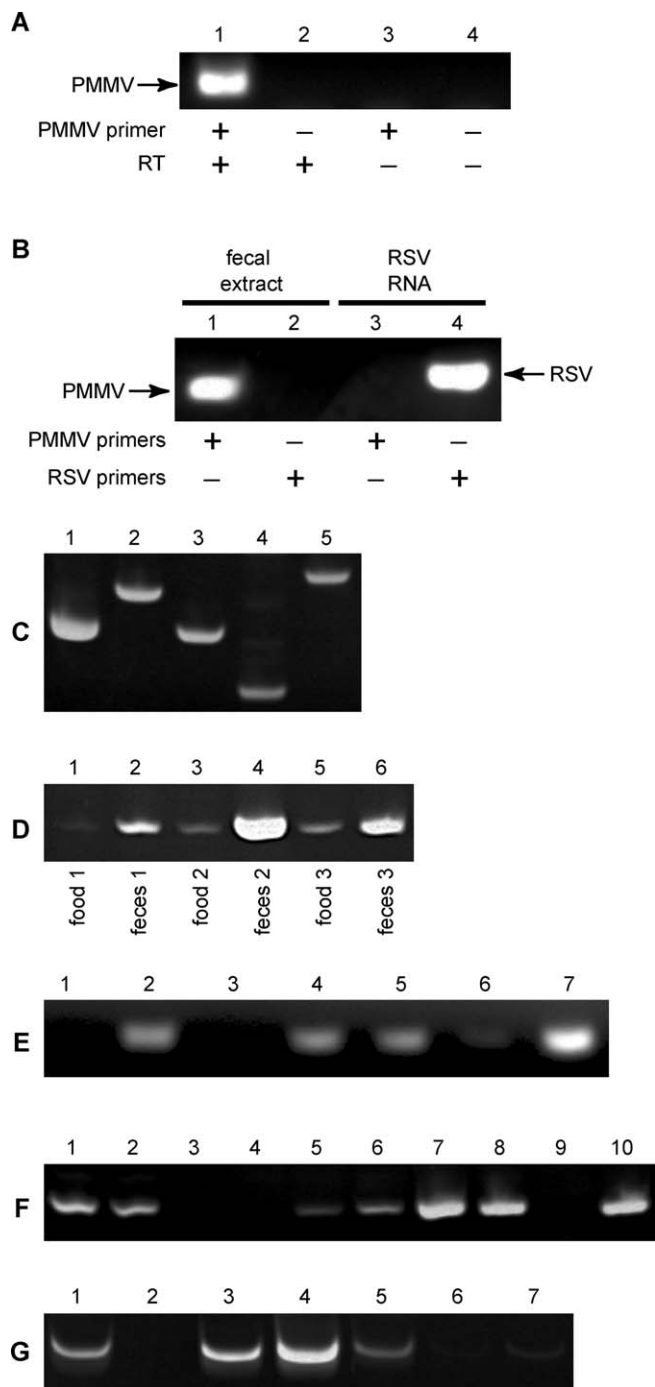 A
1 2 3 4
PMMV
PMMV primer + – + –
RT + + – –
B
fecal extract
RSV RNA
1 2 3 4
PMMV
RSV
PMMV primers + – + –
RSV primers – + – +
1 2 3 4 5
C
1 2 3 4 5 6
D
food 1
feces 1
food 2
feces 2
food 3
feces 3
1 2 3 4 5 6 7
E
1 2 3 4 5 6 7 8 9 10
F
1 2 3 4 5 6 7
G